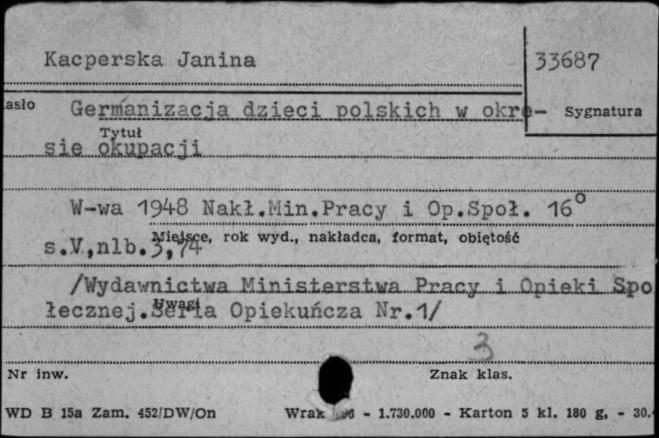 Kacperska Janina
33687
asło Germanizacja dzieci polskich w okre-
Sygnatura
Tytuł
sie okupacji
W-wa 1948 Nakł.Min.Pracy i Op.Społ. 16°
Miejsce, rok wyd., nakładca, format, obiętość
s.V,nlb.3,74
/Wydawnictwa Ministerstwa Pracy i Opieki Spo
Uwagi
łecznej.Seria Opiekuńcza Nr.1/
3
Nr inw.
Znak klas.
WD B 15a Zam. 452/DW/On Wrak 96 - 1.730.000 - Karton 5 kl. 180 g, - 30.